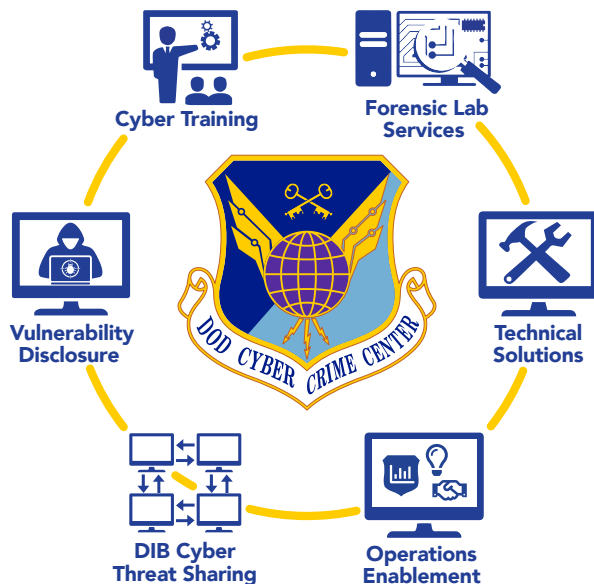 Cyber Training
Forensic Lab
Services
Vulnerability
Disclosure
DOD CYBER CRIME CENTER
Technical
Solutions
DIB Cyber
Threat Sharing
Operations
Enablement